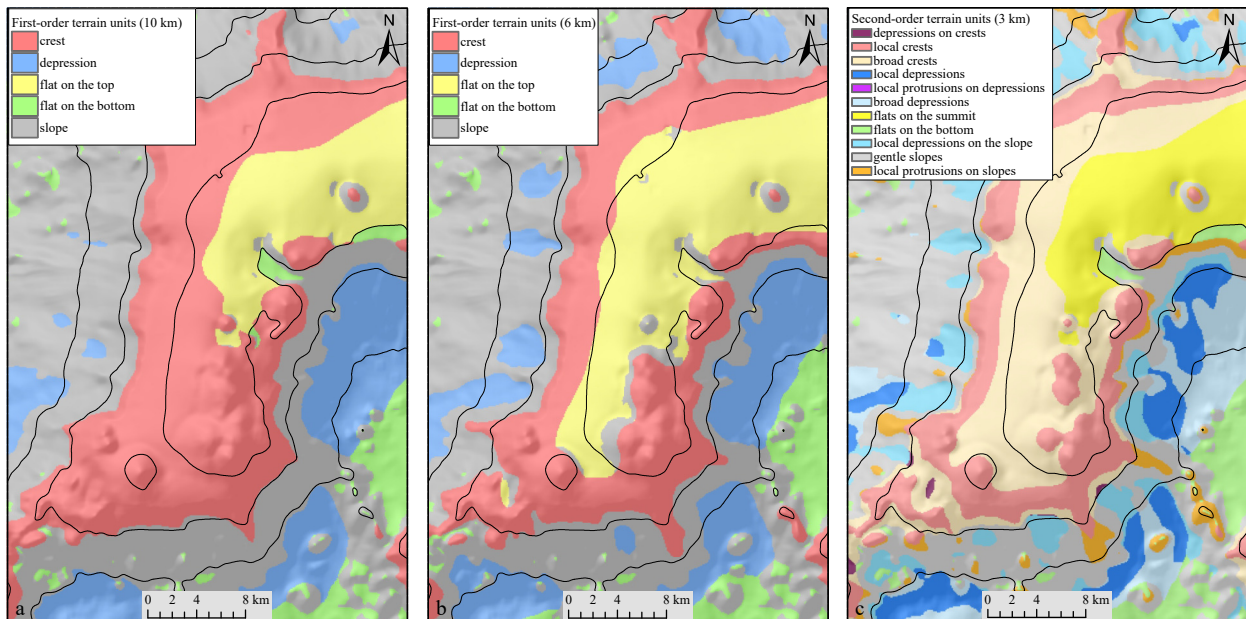 First-order terrain units (10 km)
crest
depression
flat on the top
flat on the bottom
slope
N
a
0 2 4 8 km
First-order terrain units (6 km)
crest
depression
flat on the top
flat on the bottom
slope
N
b
0 2 4 8 km
Second-order terrain units (3 km)
depressions on crests
local crests
broad crests
local depressions
local protrusions on depressions
broad depressions
flats on the summit
flats on the bottom
local depressions on the slope
gentle slopes
local protrusions on slopes
N
c
0 2 4 8 km